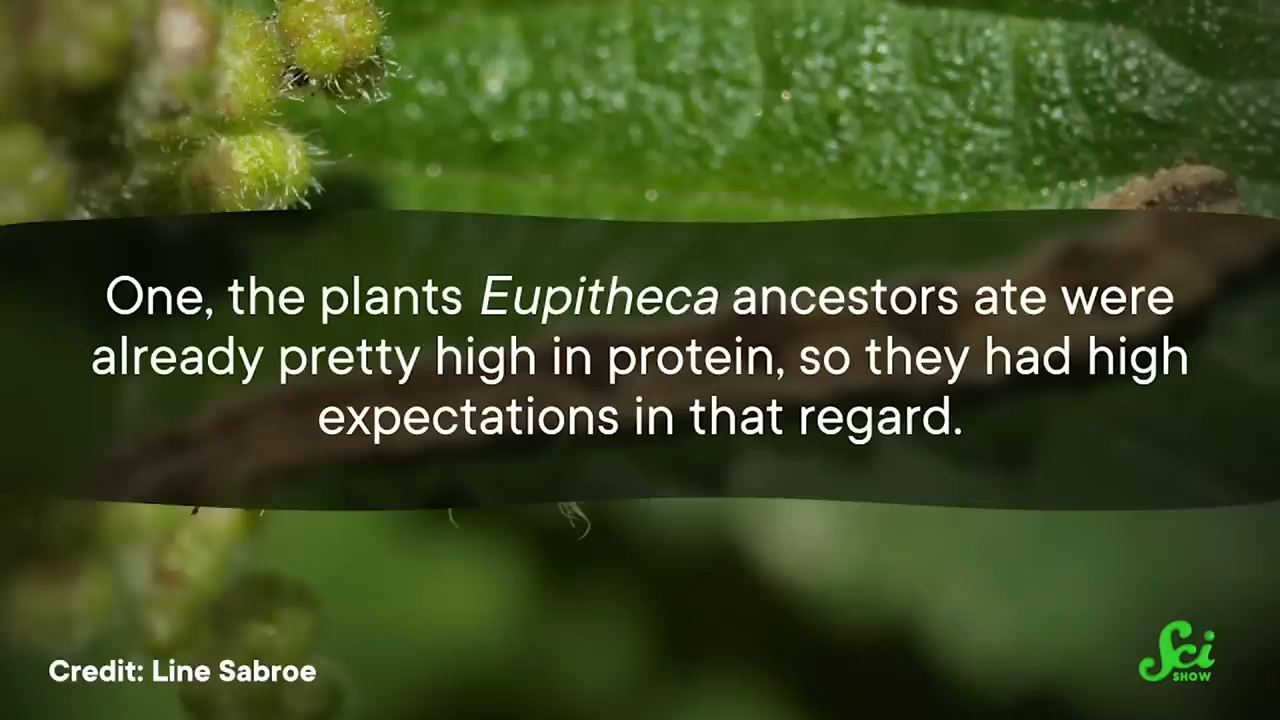 One, the plants Eupitheca ancestors ate were
already pretty high in protein, so they had high
expectations in that regard.
Credit: Line Sabroe
Sci
SHOW